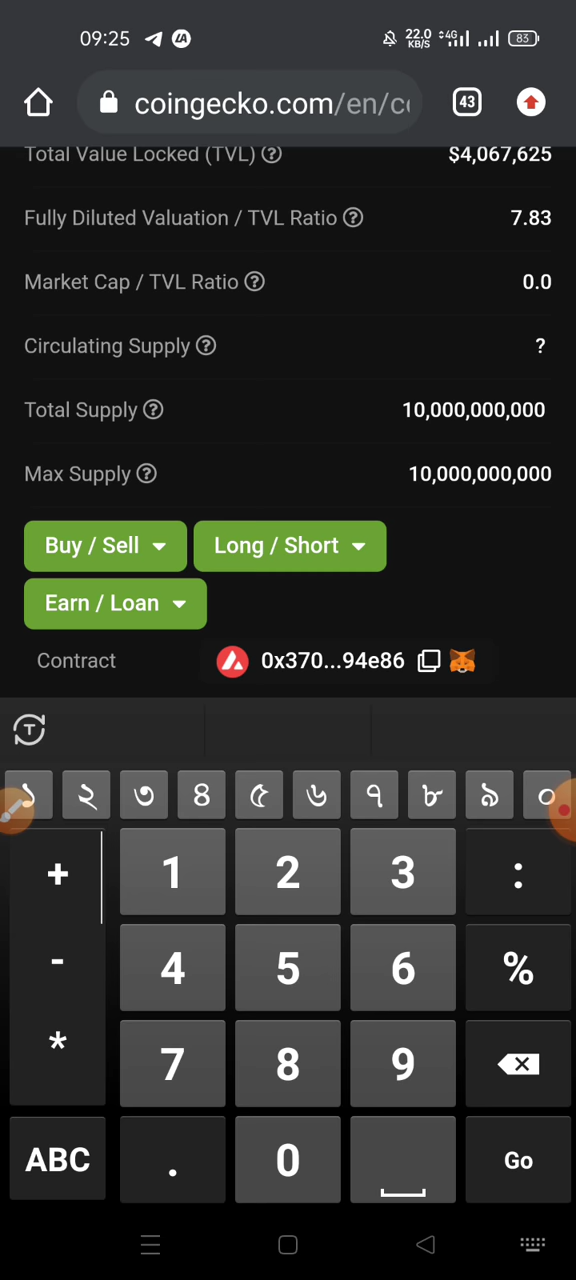 09:25 22.0 KB/S 4G 83
coingecko.com/en/c 43
Total Value Locked (TVL) ? $4,067,625
Fully Diluted Valuation / TVL Ratio ? 7.83
Market Cap / TVL Ratio ? 0.0
Circulating Supply ? ?
Total Supply ? 10,000,000,000
Max Supply ? 10,000,000,000
Buy / Sell Long / Short
Earn / Loan
Contract 0x370...94e86
T
১ ২ ৩ ৪ ৫ ৬ ৭ ৮ ৯ ০
+ 1 2 3 :
- 4 5 6 %
* 7 8 9
ABC . 0 Go